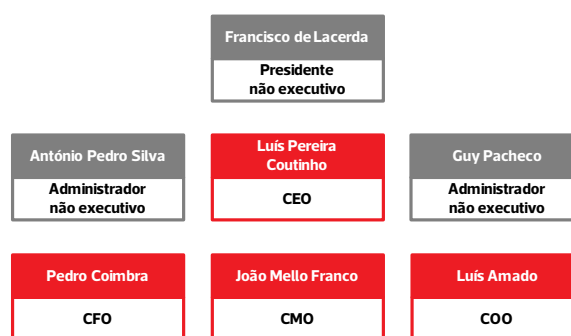 Francisco de Lacerda
Presidente
não executivo
António Pedro Silva
Administrador
não executivo
Luís Pereira
Coutinho
CEO
Guy Pacheco
Administrador
não executivo
Pedro Coimbra
CFO
João Mello Franco
CMO
Luís Amado
COO